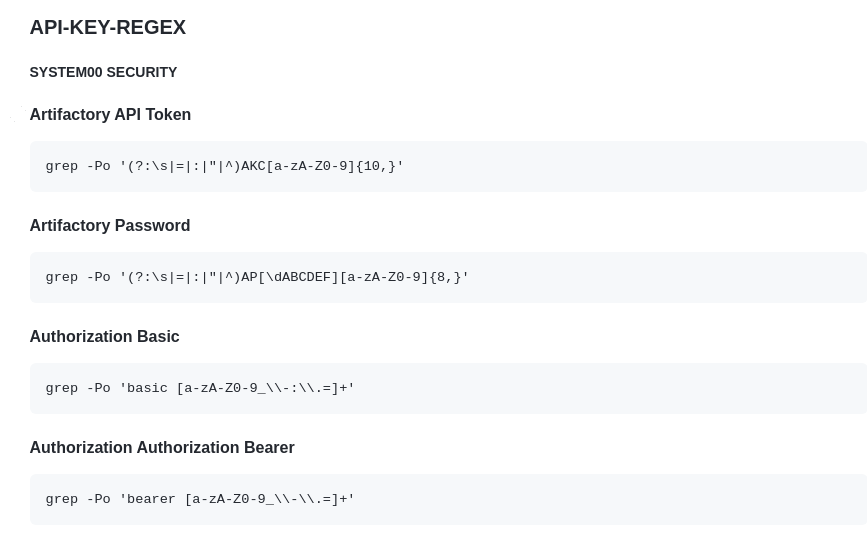 API-KEY-REGEX
SYSTEM00 SECURITY
Artifactory API Token
grep -Po '(?:\s|=|:|"|^)AKC[a-zA-Z0-9]{10,}'
Artifactory Password
grep -Po '(?:\s|=|:|"|^)AP[\dABCDEF][a-zA-Z0-9]{8,}'
Authorization Basic
grep -Po 'basic [a-zA-Z0-9_\\-:\\.=]+'
Authorization Authorization Bearer
grep -Po 'bearer [a-zA-Z0-9_\\-\\.=]+'